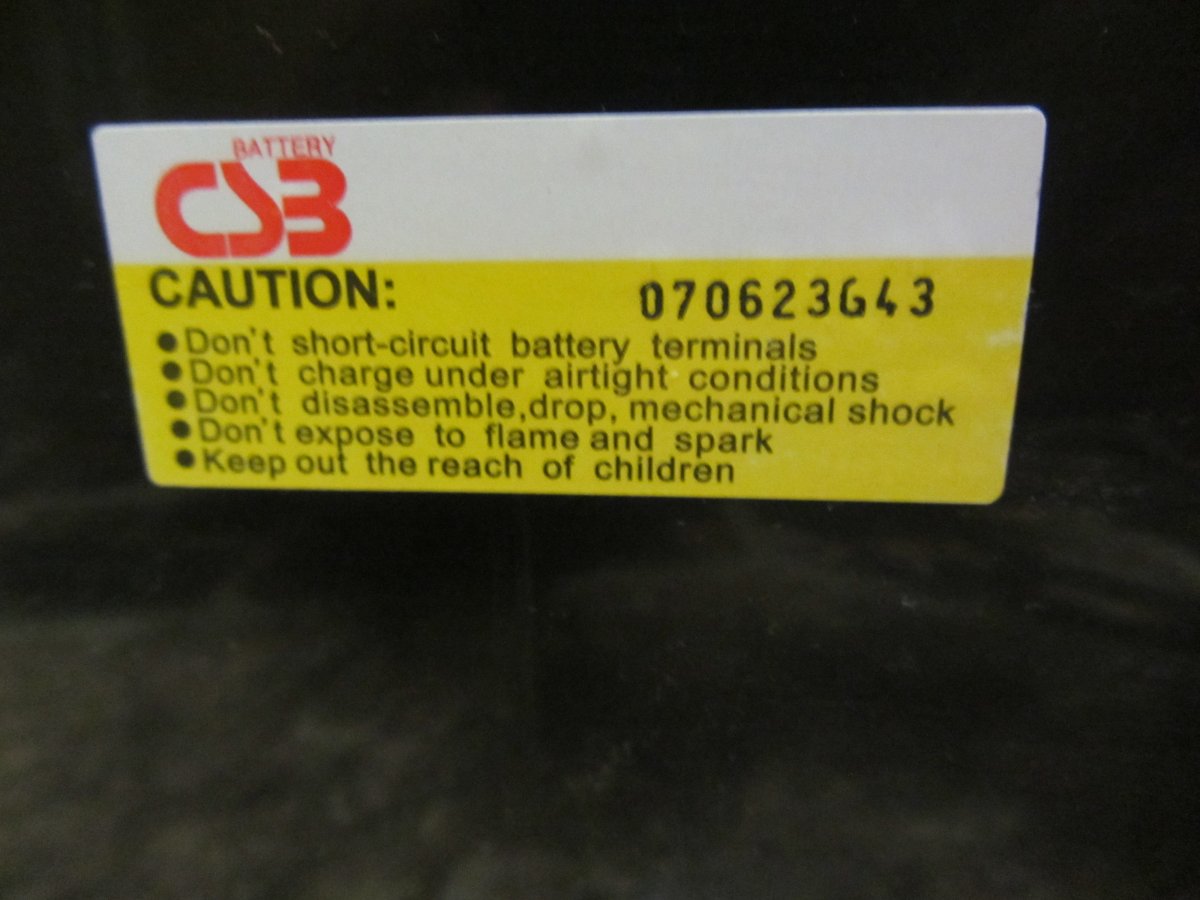 BATTERY
CSB
CAUTION: 070623G43
●Don't short-circuit battery terminals
●Don't charge under airtight conditions
●Don't disassemble,drop, mechanical shock
●Don't expose to flame and spark
●Keep out the reach of children